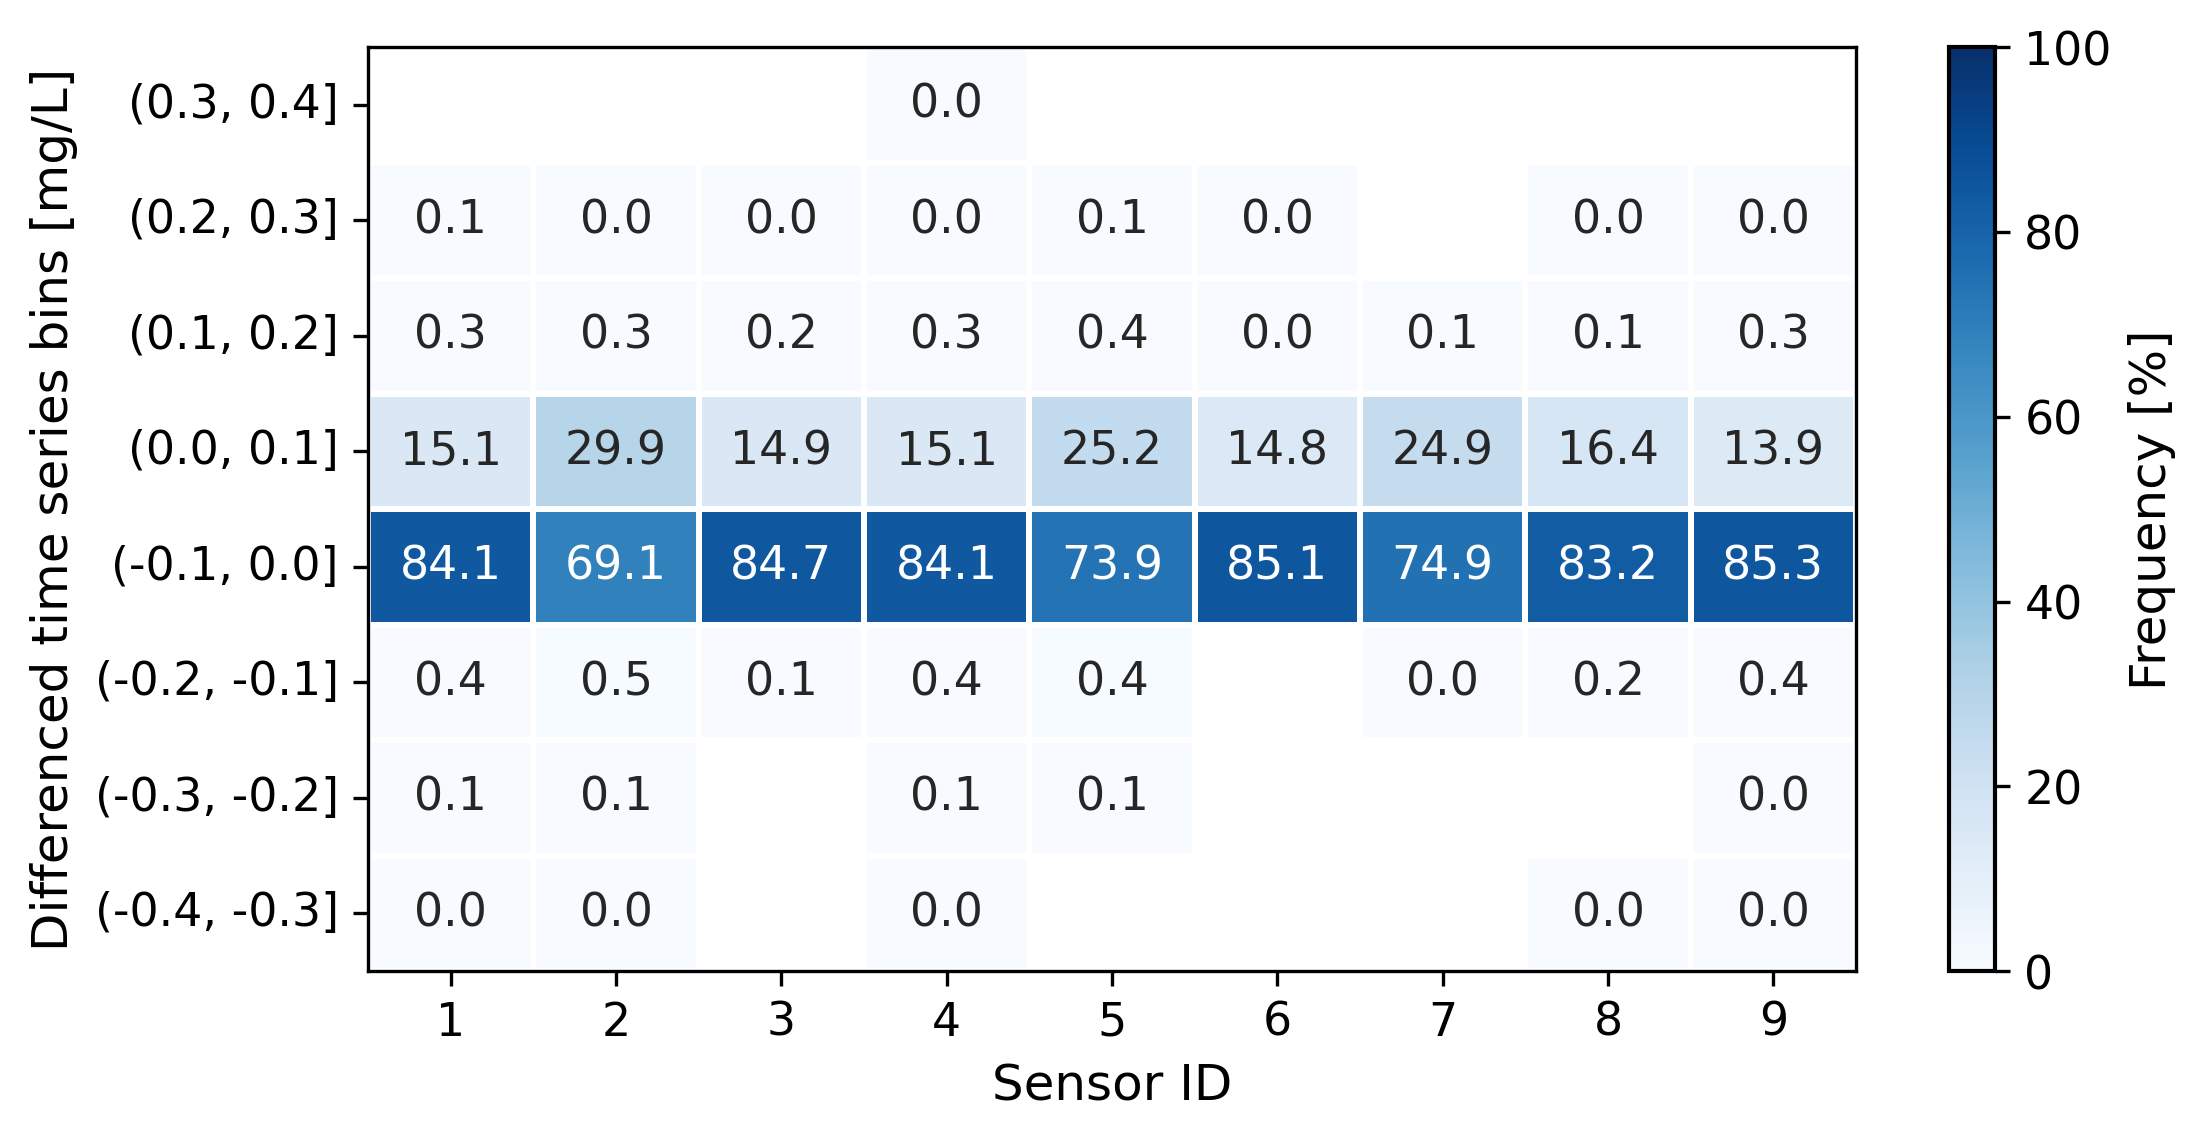 Differenced time series bins [mg/L]
(0.3, 0.4] 0.0
(0.2, 0.3] 0.1 0.0 0.0 0.0 0.1 0.0 0.0 0.0
(0.1, 0.2] 0.3 0.3 0.2 0.3 0.4 0.0 0.1 0.1 0.3
(0.0, 0.1] 15.1 29.9 14.9 15.1 25.2 14.8 24.9 16.4 13.9
(-0.1, 0.0] 84.1 69.1 84.7 84.1 73.9 85.1 74.9 83.2 85.3
(-0.2, -0.1] 0.4 0.5 0.1 0.4 0.4 0.0 0.2 0.4
(-0.3, -0.2] 0.1 0.1 0.1 0.1 0.0
(-0.4, -0.3] 0.0 0.0 0.0 0.0 0.0
1 2 3 4 5 6 7 8 9
Sensor ID
100
80
60
40
20
0
Frequency [%]